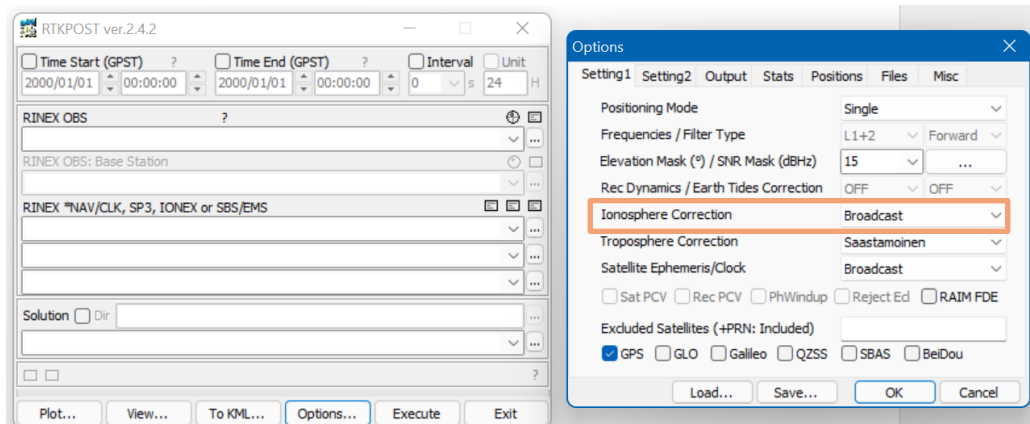 RTKPOST ver.2.4.2
Time Start (GPST) ? Time End (GPST) ? Interval Unit
2000/01/01 00:00:00 2000/01/01 00:00:00 0 s 24 H
RINEX OBS ?
...
RINEX OBS: Base Station
...
RINEX *NAV/CLK, SP3, IONEX or SBS/EMS
...
...
...
Solution Dir ...
...
?
Plot... View... To KML... Options... Execute Exit
Options
Setting1 Setting2 Output Stats Positions Files Misc
Positioning Mode Single
Frequencies / Filter Type L1+2 Forward
Elevation Mask (°) / SNR Mask (dBHz) 15 ...
Rec Dynamics / Earth Tides Correction OFF OFF
Ionosphere Correction Broadcast
Troposphere Correction Saastamoinen
Satellite Ephemeris/Clock Broadcast
Sat PCV Rec PCV PhWindup Reject Ecl RAIM FDE
Excluded Satellites (+PRN: Included)
GPS GLO Galileo QZSS SBAS BeiDou
Load... Save... OK Cancel